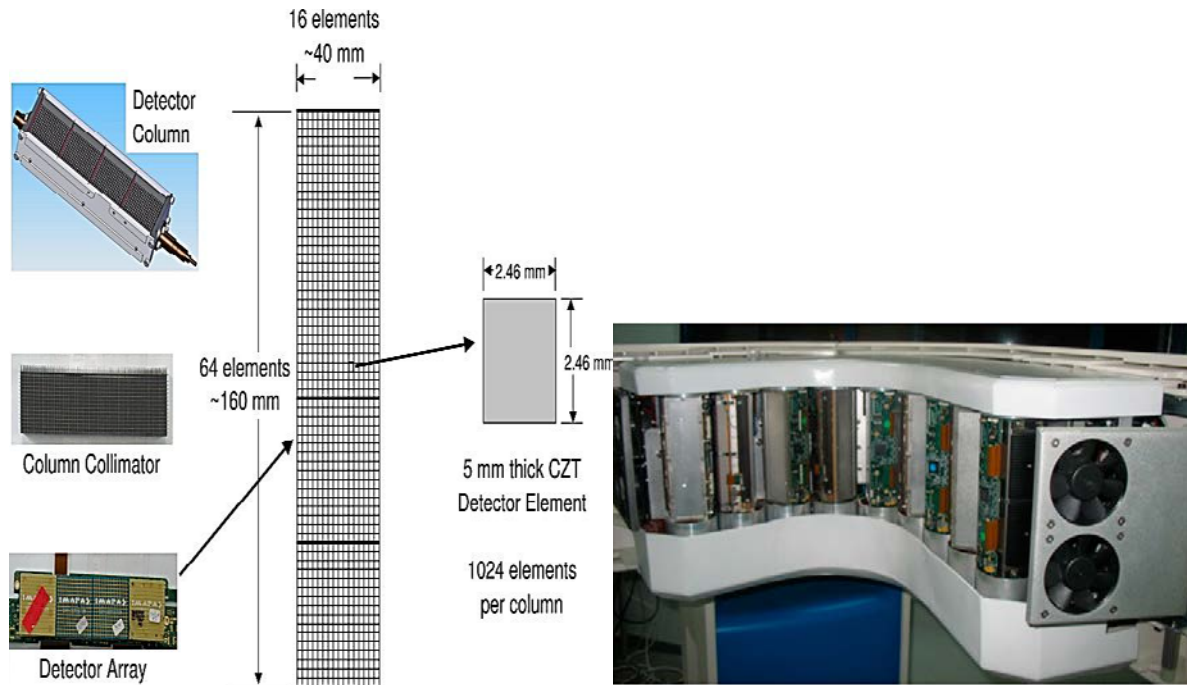 16 elements
~40 mm
Detector
Column
2.46 mm
64 elements
~160 mm
2.46 mm
Column Collimator
5 mm thick CZT
Detector Element
1024 elements
per column
Detector Array